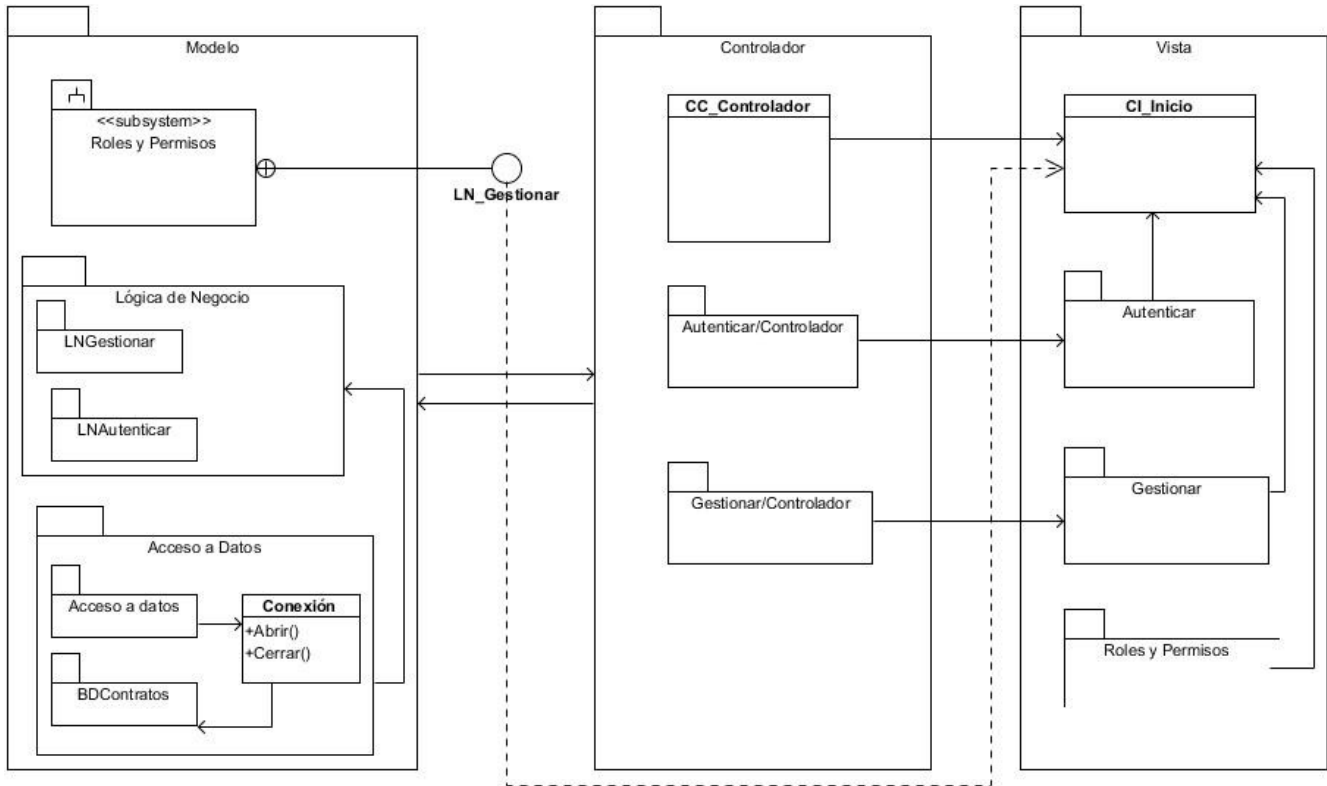 Modelo
<<subsystem>>
Roles y Permisos
LN_Gestionar
Lógica de Negocio
LNGestionar
LNAutenticar
Acceso a Datos
Acceso a datos
Conexión
+Abrir()
+Cerrar()
BDContratos
Controlador
CC_Controlador
Autenticar/Controlador
Gestionar/Controlador
Vista
CI_Inicio
Autenticar
Gestionar
Roles y Permisos